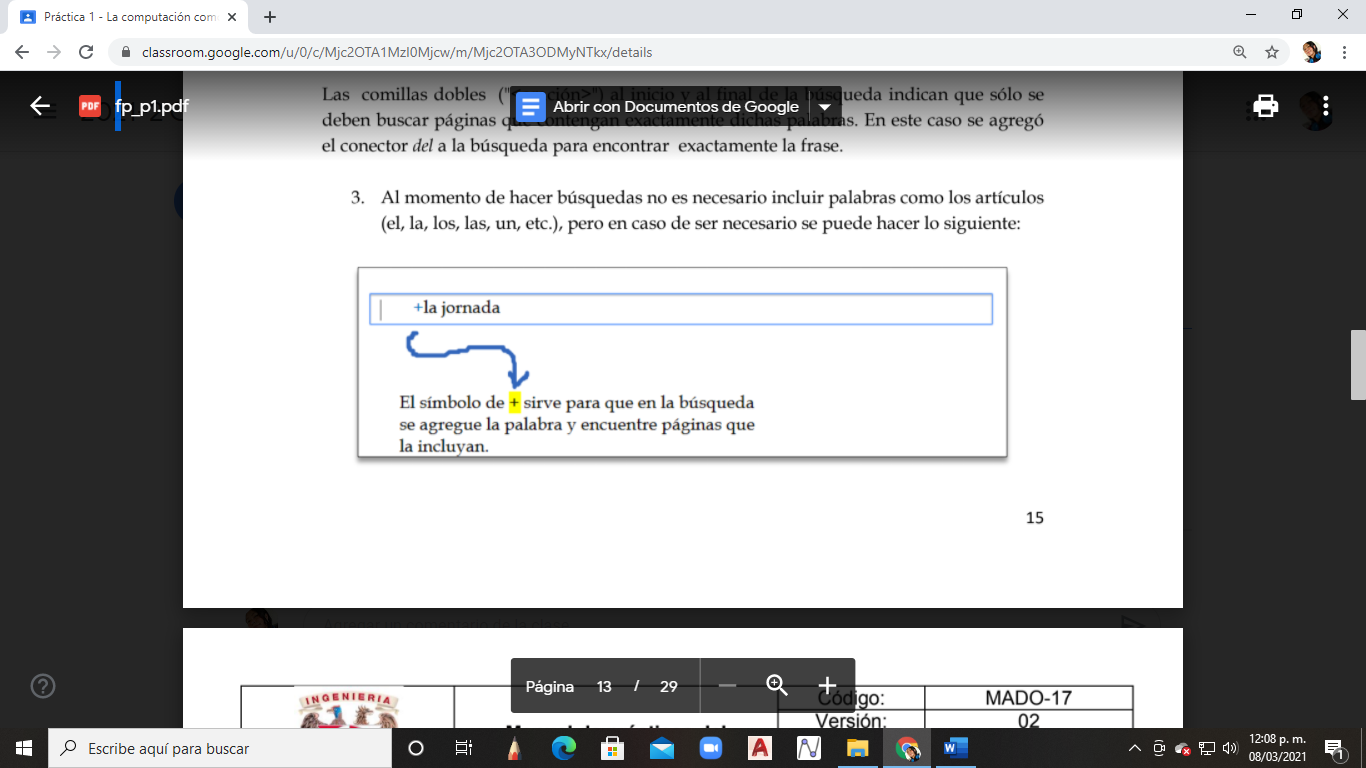 Práctica 1 - La computación com
classroom.google.com/u/0/c/Mjc2OTA1MzI0Mjcw/m/Mjc2OTA3ODMyNTkx/details
PDF fp_p1.pdf
Abrir con Documentos de Google
Las comillas dobles ("ción>") al inicio y al final de la búsqueda indican que sólo se
deben buscar páginas que contengan exactamente dichas palabras. En este caso se agregó
el conector del a la búsqueda para encontrar exactamente la frase.
3. Al momento de hacer búsquedas no es necesario incluir palabras como los artículos
(el, la, los, las, un, etc.), pero en caso de ser necesario se puede hacer lo siguiente:
+la jornada
El símbolo de + sirve para que en la búsqueda
se agregue la palabra y encuentre páginas que
la incluyan.
15
Página 13 / 29
INGENIERIA
Código:
MADO-17
Versión:
02
Escribe aquí para buscar
12:08 p. m.
08/03/2021
1